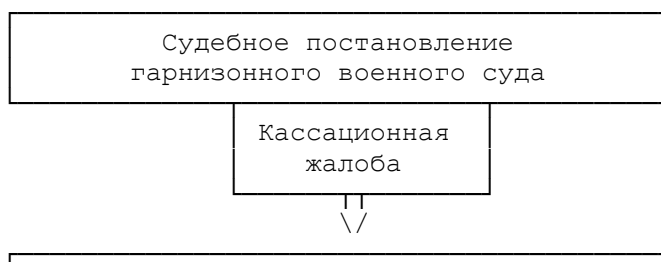 Судебное постановление
гарнизонного военного суда
Кассационная
жалоба